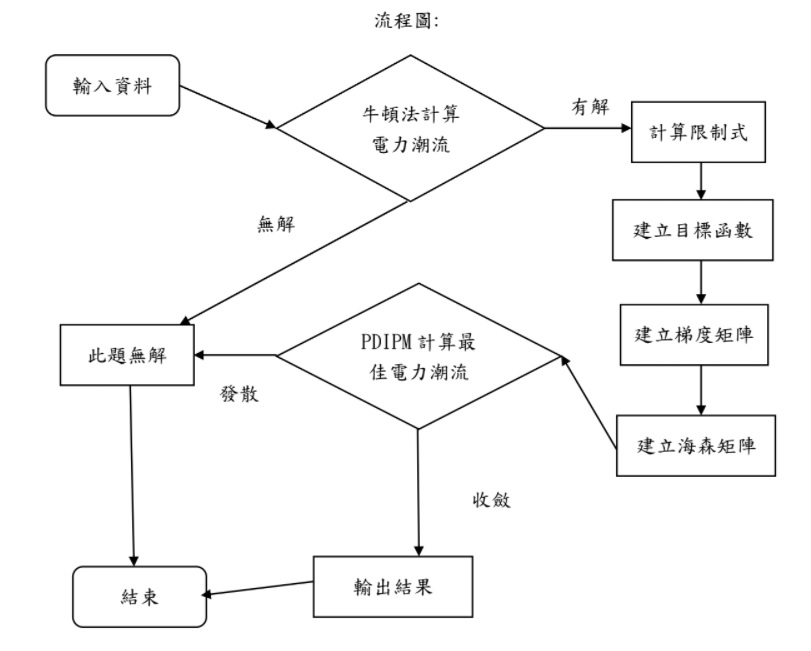 流程圖:
輸入資料
牛頓法計算
電力潮流
有解
計算限制式
無解
建立目標函數
PDIPM 計算最
佳電力潮流
建立梯度矩陣
此題無解
發散
建立海森矩陣
收斂
輸出結果
結束